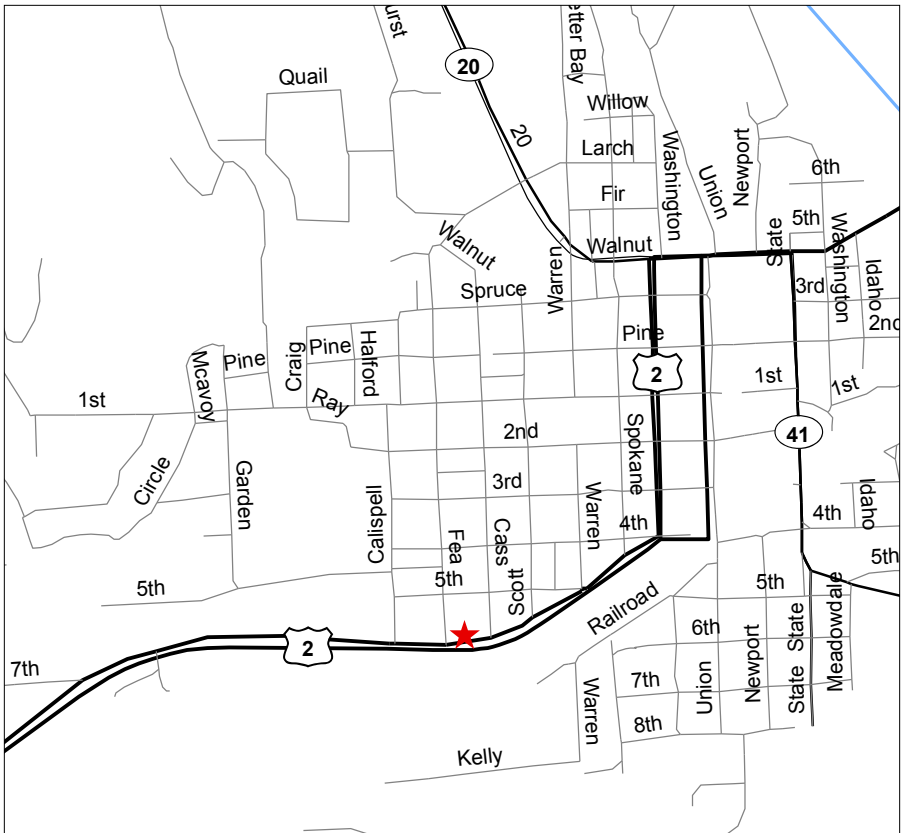 urst
etter Bay
20
Quail
Willow
20
Larch
Washington
Union
Newport
6th
Fir
5th
Walnut
Walnut
State
Washington
Warren
Idaho
Spruce
3rd
2nd
Pine
Pine
Pine
Craig
Halford
Mcavoy
2
1st
1st
1st
Ray
2nd
Spokane
41
Circle
Garden
3rd
Calispell
Warren
4th
4th
Idaho
Fea
Cass
5th
5th
5th
5th
Scott
Railroad
Meadowdale
6th
State
2
7th
7th
Union
Newport
State
Warren
8th
Kelly